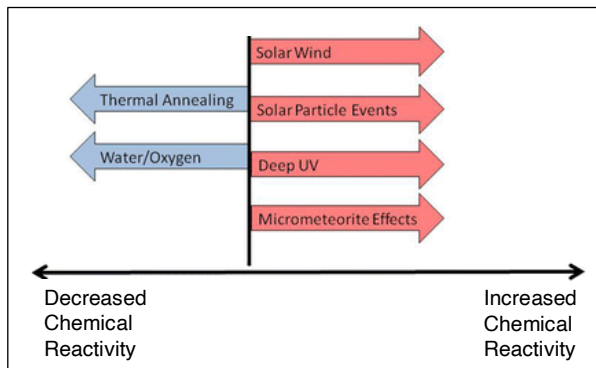 Solar Wind
Thermal Annealing
Solar Particle Events
Water/Oxygen
Deep UV
Micrometeorite Effects
Decreased
Chemical
Reactivity
Increased
Chemical
Reactivity